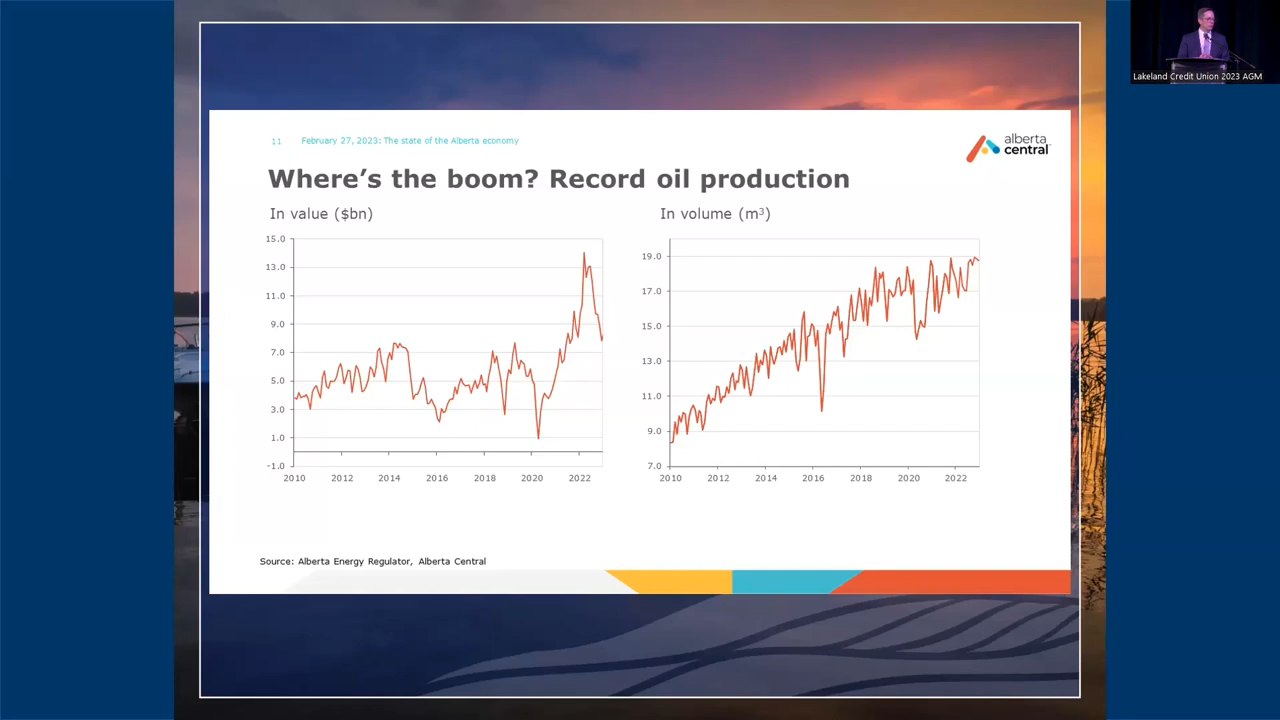 Lakeland Credit Union 2023 AGM
11 February 27, 2023: The state of the Alberta economy
alberta
central
Where's the boom? Record oil production
In value ($bn)
15.0
13.0
11.0
9.0
7.0
5.0
3.0
1.0
-1.0
2010 2012 2014 2016 2018 2020 2022
In volume (m³)
19.0
17.0
15.0
13.0
11.0
9.0
7.0
2010 2012 2014 2016 2018 2020 2022
Source: Alberta Energy Regulator, Alberta Central